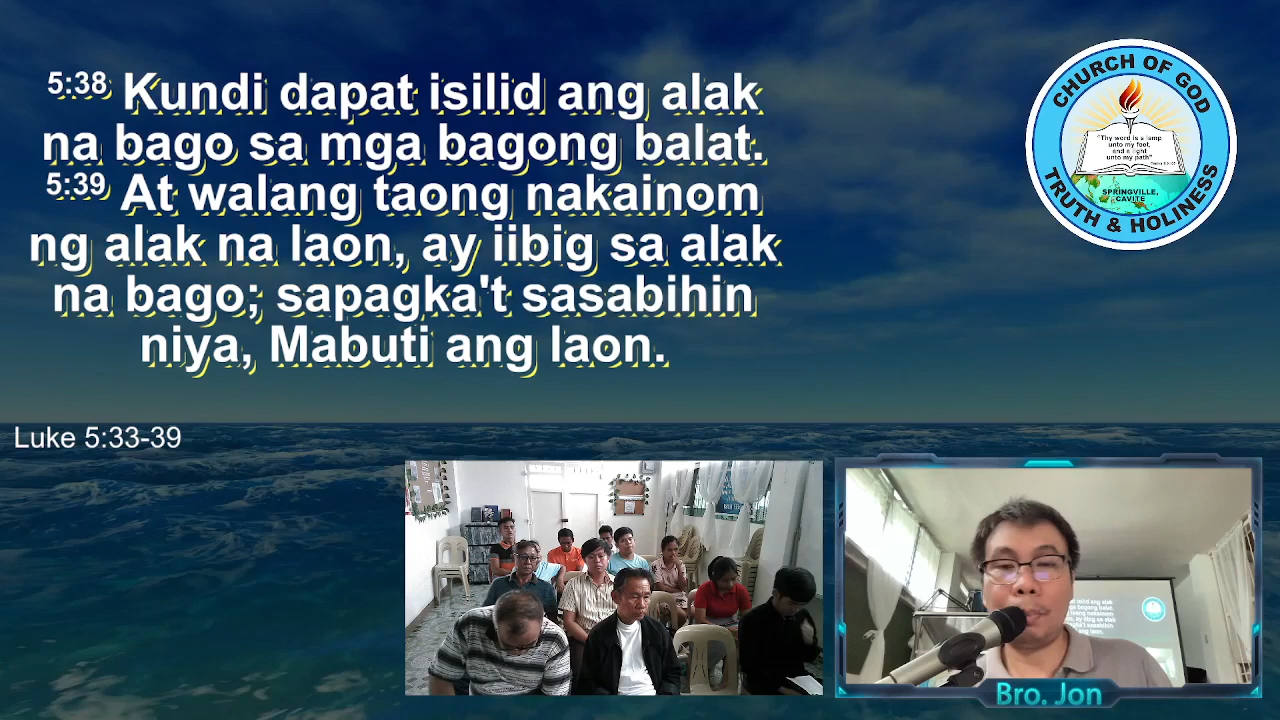 5:38 Kundi dapat isilid ang alak
na bago sa mga bagong balat.
5:39 At walang taong nakainom
ng alak na laon, ay iibig sa alak
na bago; sapagka't sasabihin
niya, Mabuti ang laon.
Luke 5:33-39
CHURCH OF GOD
"Thy word is a lamp
unto my feet,
and a light
unto my path"
SPRINGVILLE,
CAVITE
TRUTH & HOLINESS
Bro. Jon